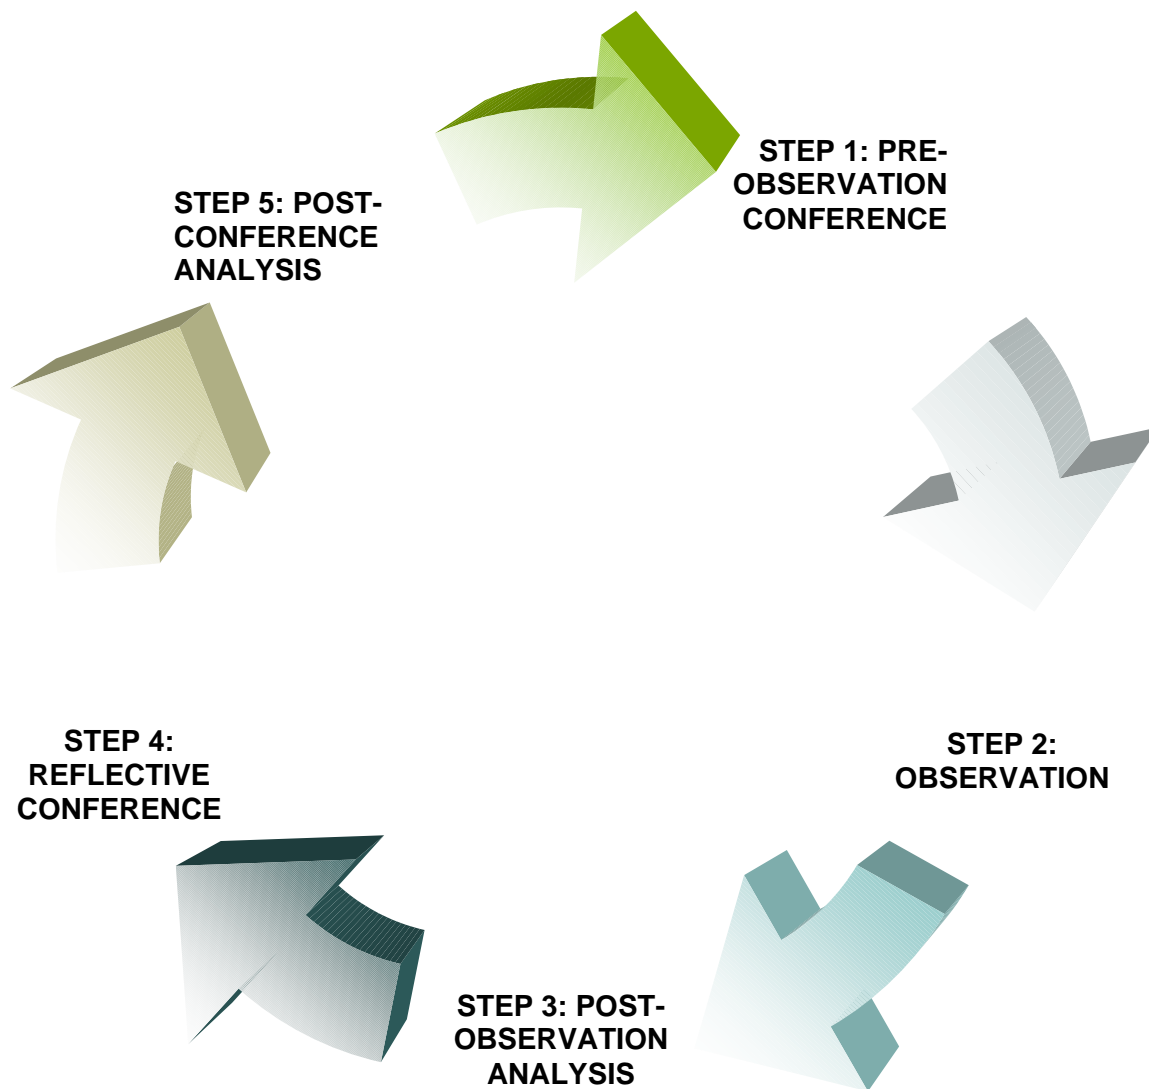 STEP 1: PRE-
OBSERVATION
CONFERENCE
STEP 2:
OBSERVATION
STEP 3: POST-
OBSERVATION
ANALYSIS
STEP 4:
REFLECTIVE
CONFERENCE
STEP 5: POST-
CONFERENCE
ANALYSIS